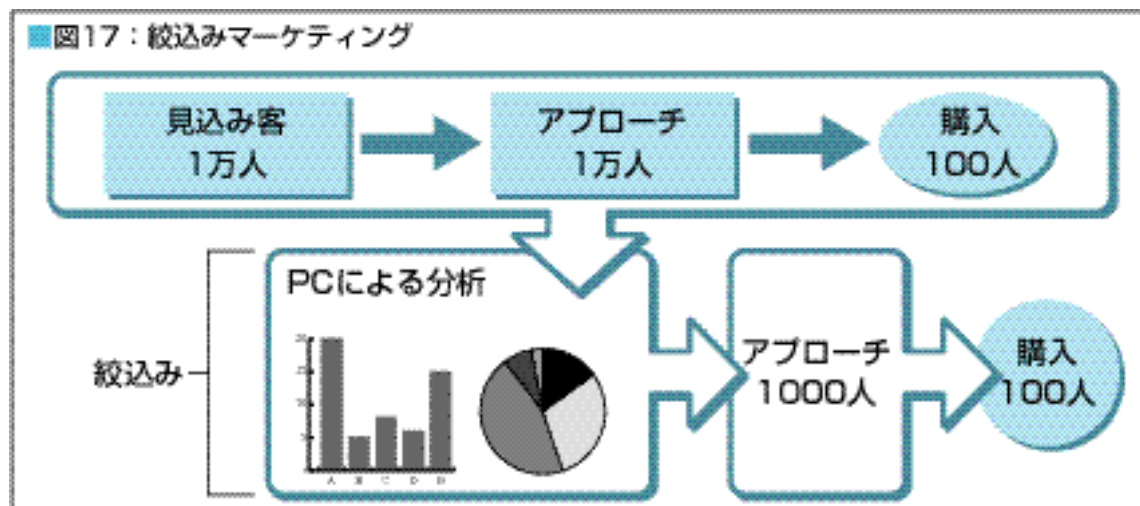 図17：絞込みマーケティング
見込み客
1万人
アプローチ
1万人
購入
100人
絞込み
PCによる分析
A
C
D
アプローチ
1000人
購入
100人